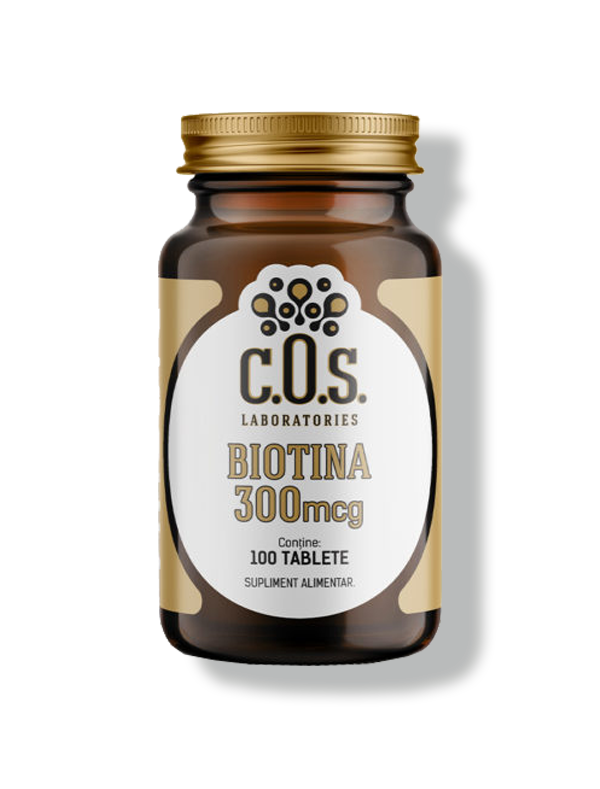 C.O.S.
LABORATORIES
BIOTINA
300mcg
Conține:
100 TABLETE
SUPLIMENT ALIMENTAR.